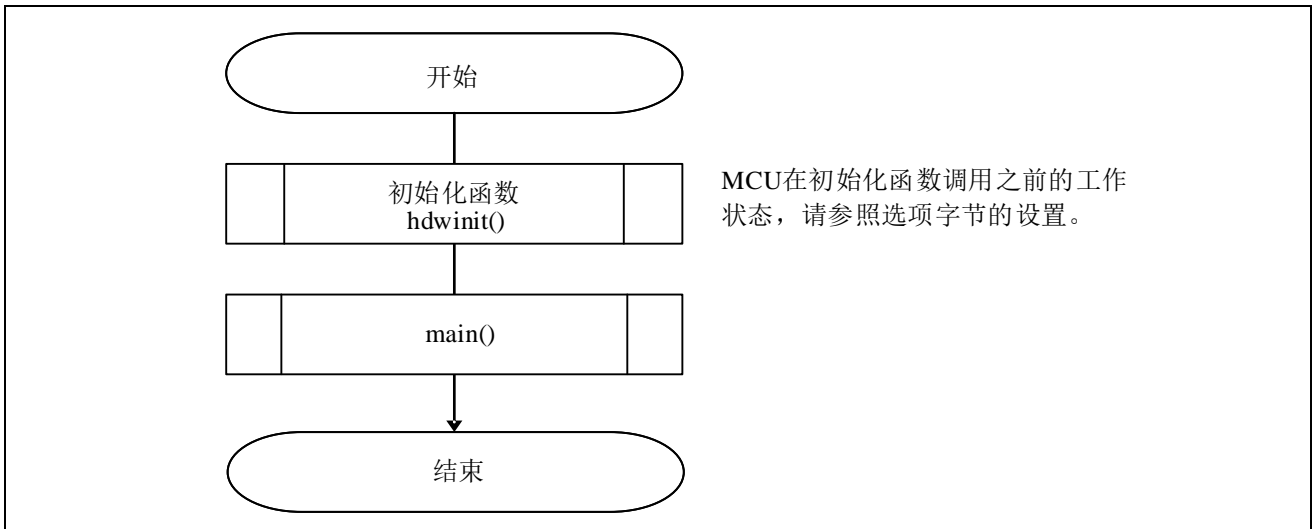 开始
初始化函数
hdwinit()
MCU在初始化函数调用之前的工作
状态，请参照选项字节的设置。
main()
结束